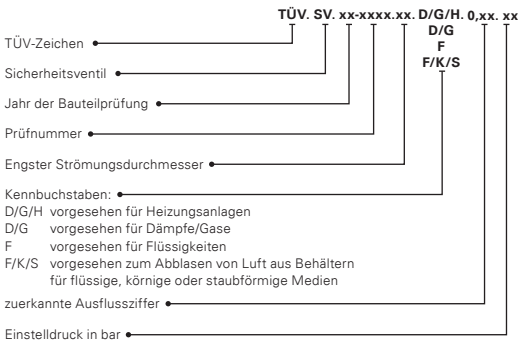 TÜV. SV. xx-xxxx.xx. D/G/H. 0,xx. xx
D/G
F
F/K/S
TÜV-Zeichen
Sicherheitsventil
Jahr der Bauteilprüfung
Prüfnummer
Engster Strömungsdurchmesser
Kennbuchstaben:
D/G/H vorgesehen für Heizungsanlagen
D/G vorgesehen für Dämpfe/Gase
F vorgesehen für Flüssigkeiten
F/K/S vorgesehen zum Abblasen von Luft aus Behältern
für flüssige, körnige oder staubförmige Medien
zuerkannte Ausflussziffer
Einstelldruck in bar